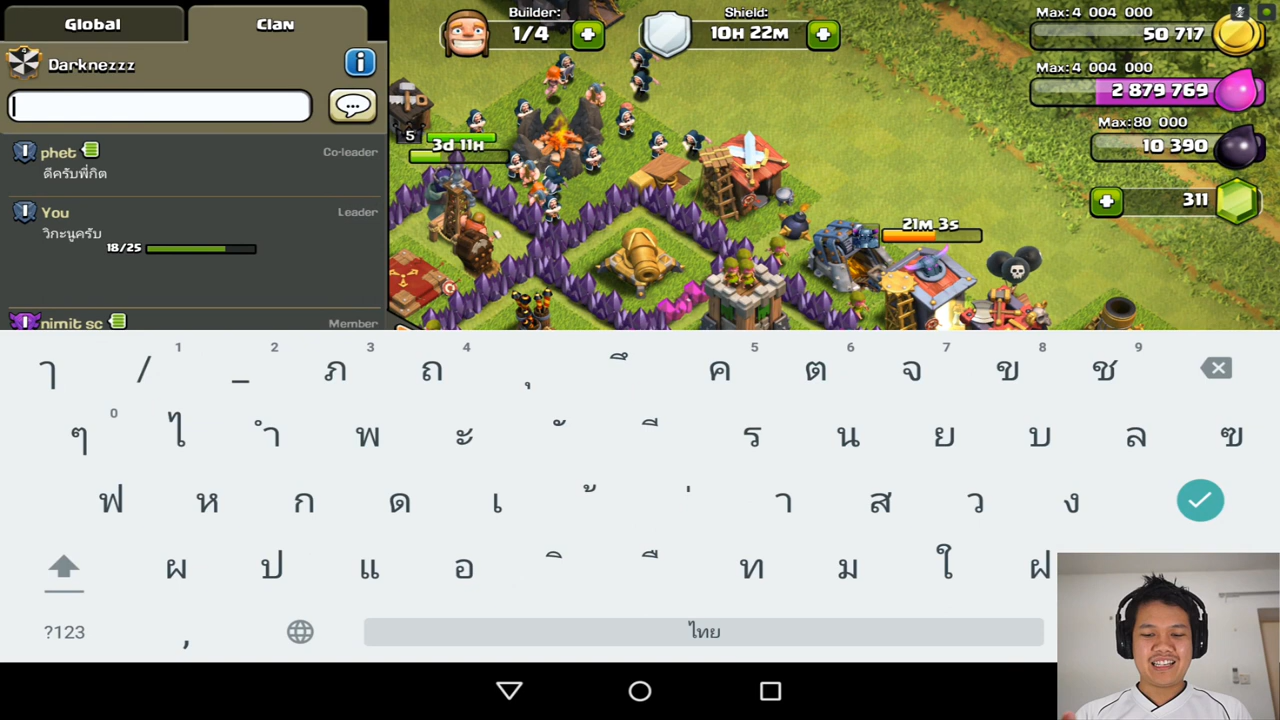 Global Clan
Darknezzz
phet Co-leader
ดีครับพี่กิต
You Leader
วิกะนูครับ
18/25
nimit sc Member
Builder:
1/4
Shield:
10h 22m
Max:4 004 000
50 717
Max:4 004 000
2 879 769
Max:80 000
10 390
311
5
3d 11h
21m 3s
1 2 3 4 5 6 7 8 9
ๅ / _ ภ ถ ุ ึ ค ต จ ข ช
0
ๆ ไ ำ พ ะ ั ี ร น ย บ ล ฃ
ฟ ห ก ด เ ้ ่ า ส ว ง
ผ ป แ อ ิ ื ท ม ใ ฝ
?123 , ไทย